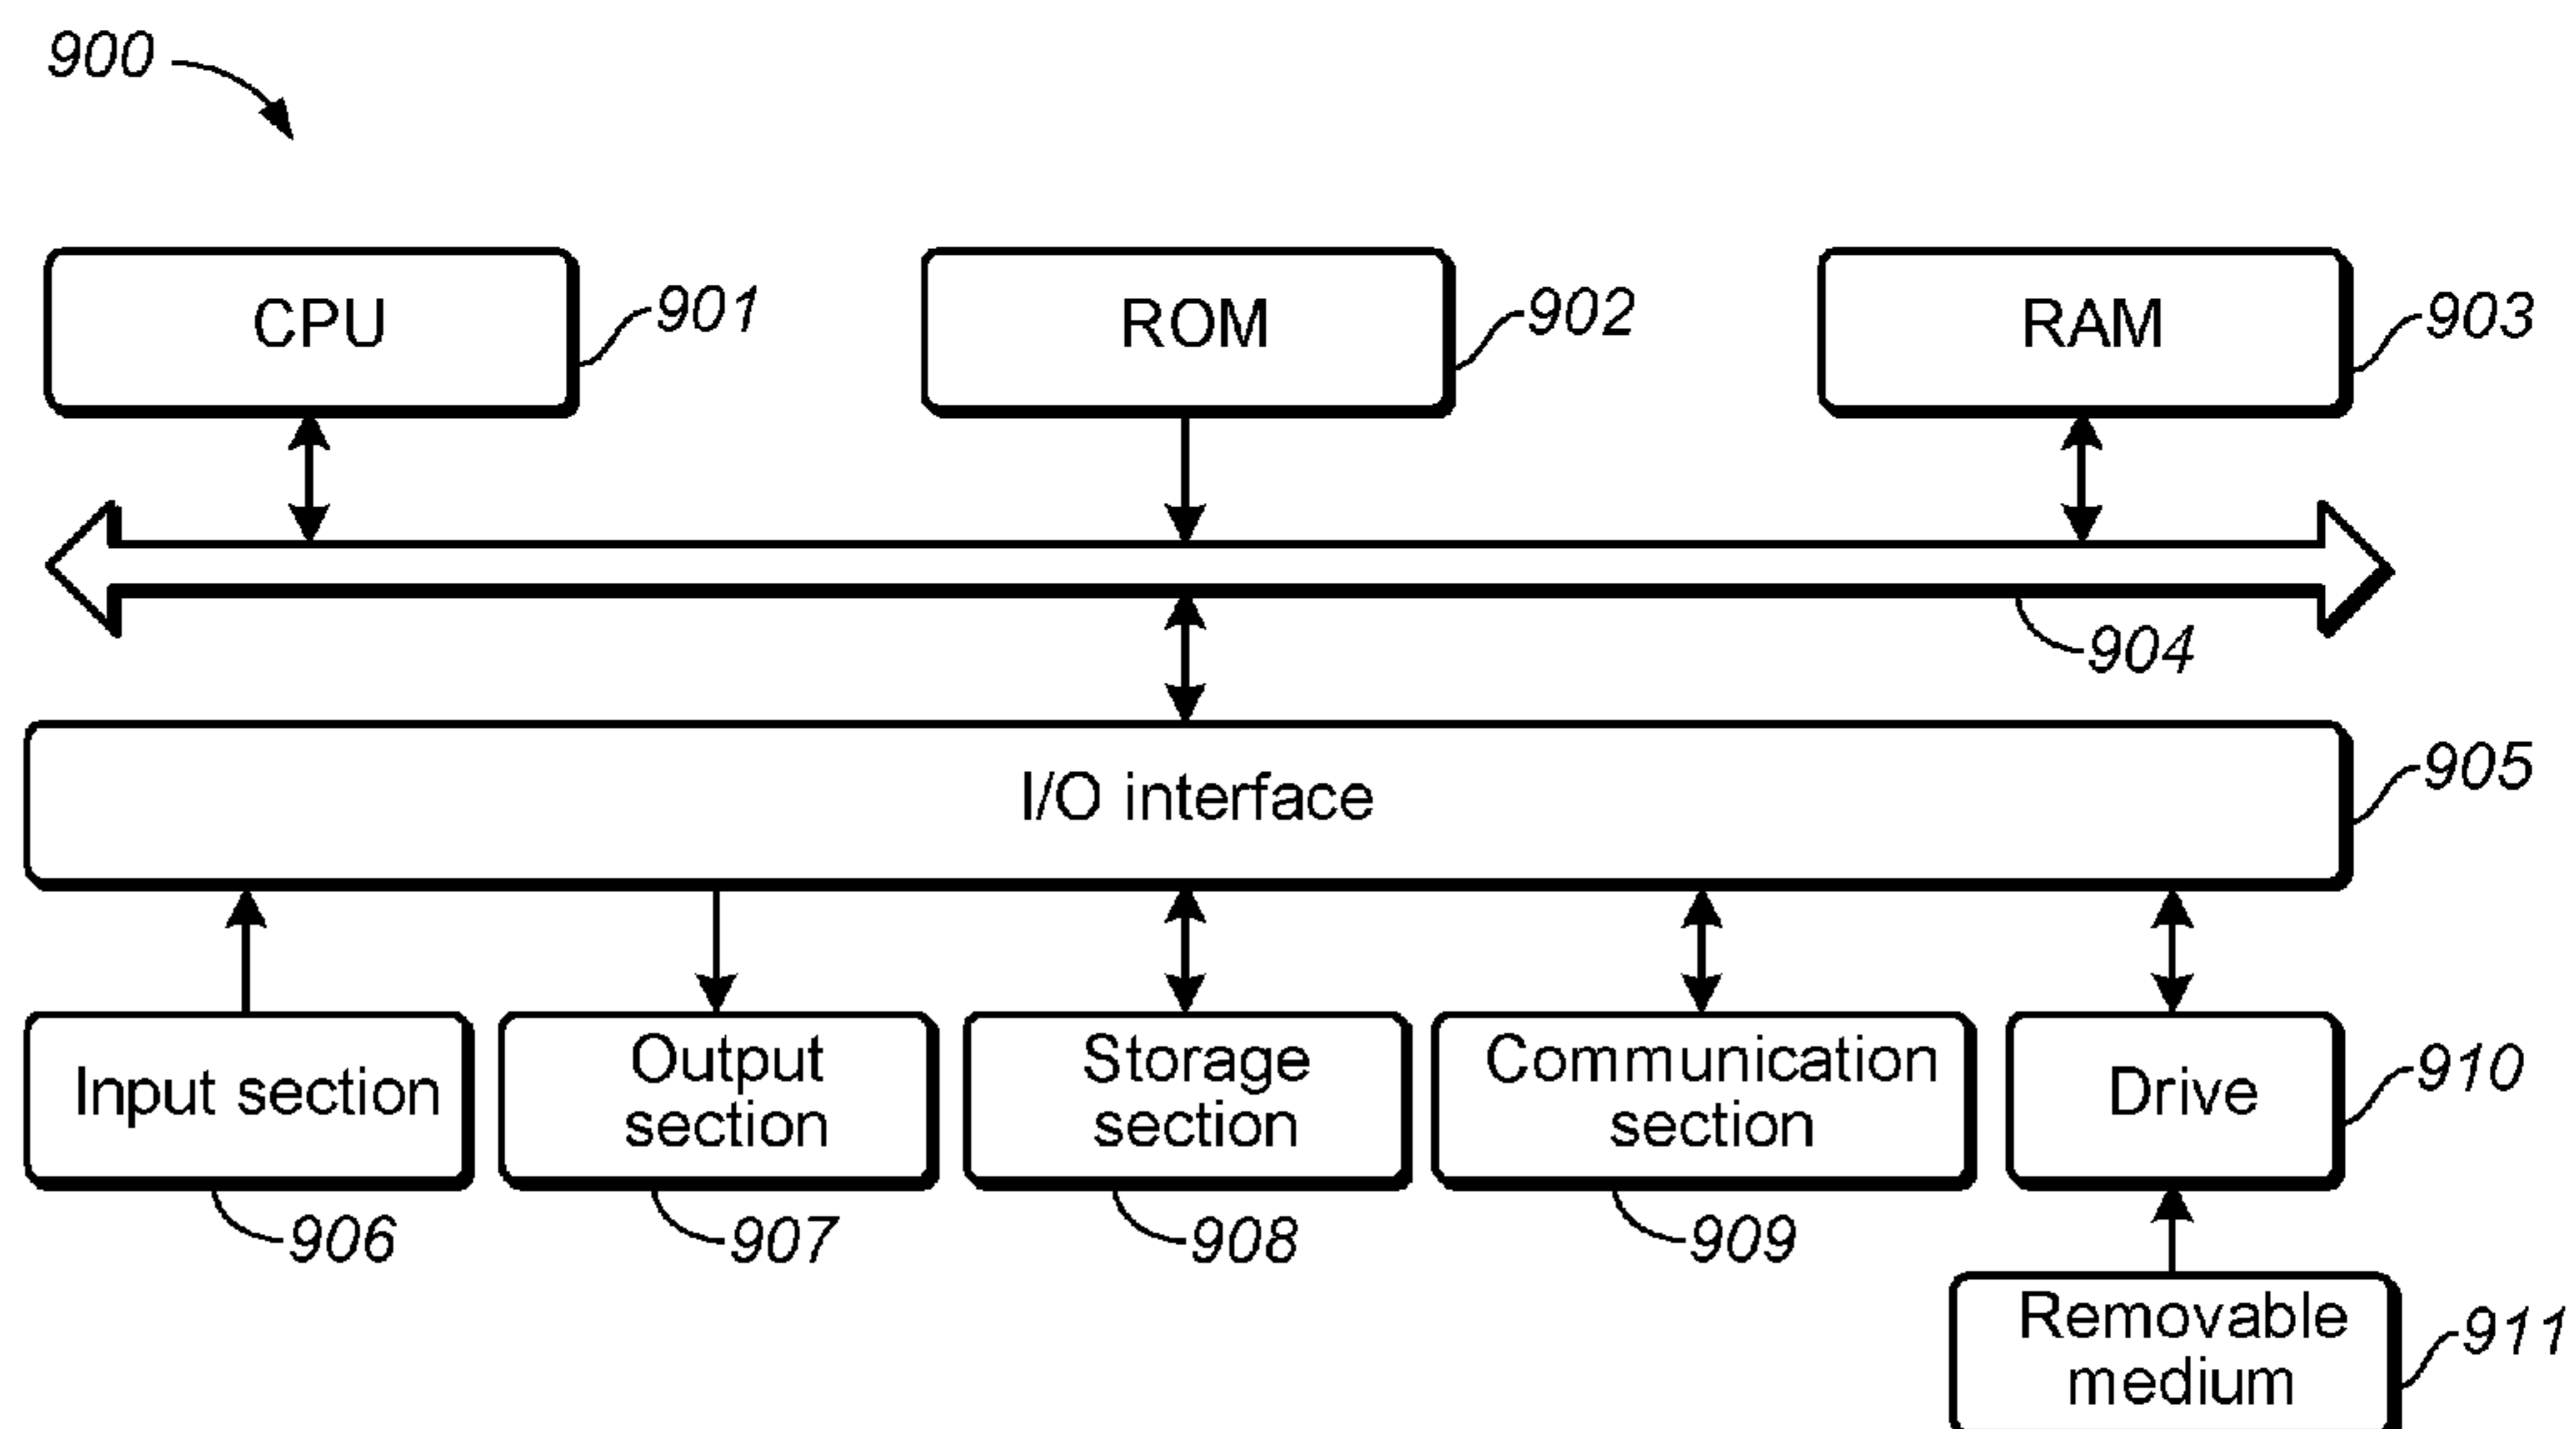 900
CPU
901
ROM
902
RAM
903
904
I/O interface
905
Input section
906
Output
section
907
Storage
section
908
Communication
section
909
Drive
910
Removable
medium
911